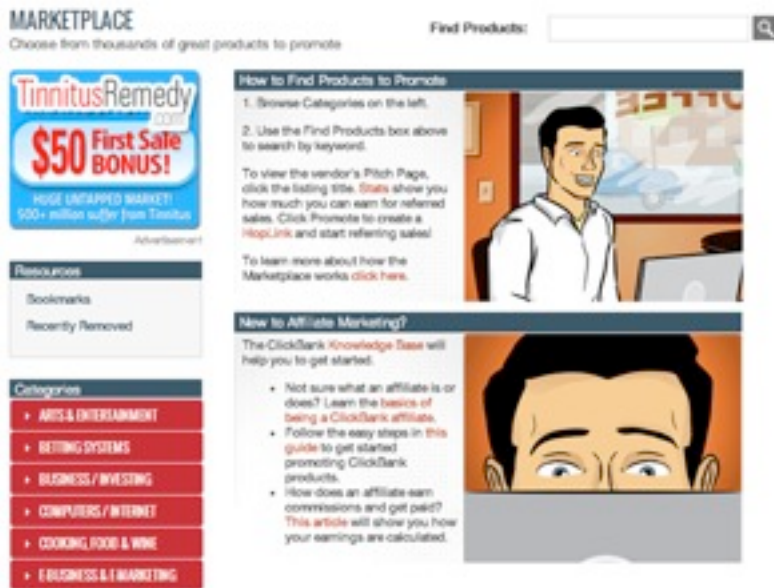 MARKETPLACE
Choose from thousands of great products to promote
Find Products:
TinnitusRemedy
.com
$50 First Sale
BONUS!
HUGE UNTAPPED MARKET!
500+ million suffer from Tinnitus
Advertisement
Resources
Bookmarks
Recently Removed
Categories
ARTS & ENTERTAINMENT
BETTING SYSTEMS
BUSINESS / INVESTING
COMPUTERS / INTERNET
COOKING, FOOD & WINE
E-BUSINESS & E-MARKETING
How to Find Products to Promote
1. Browse Categories on the left.
2. Use the Find Products box above
to search by keyword.
To view the vendor's Pitch Page,
click the listing title. Stats show you
how much you can earn for referred
sales. Click Promote to create a
HopLink and start referring sales!
To learn more about how the
Marketplace works click here.
COFFEE
New to Affiliate Marketing?
The ClickBank Knowledge Base will
help you to get started.
• Not sure what an affiliate is or
does? Learn the basics of
being a ClickBank affiliate.
• Follow the easy steps in this
guide to get started
promoting ClickBank
products.
• How does an affiliate earn
commissions and get paid?
This article will show you how
your earnings are calculated.